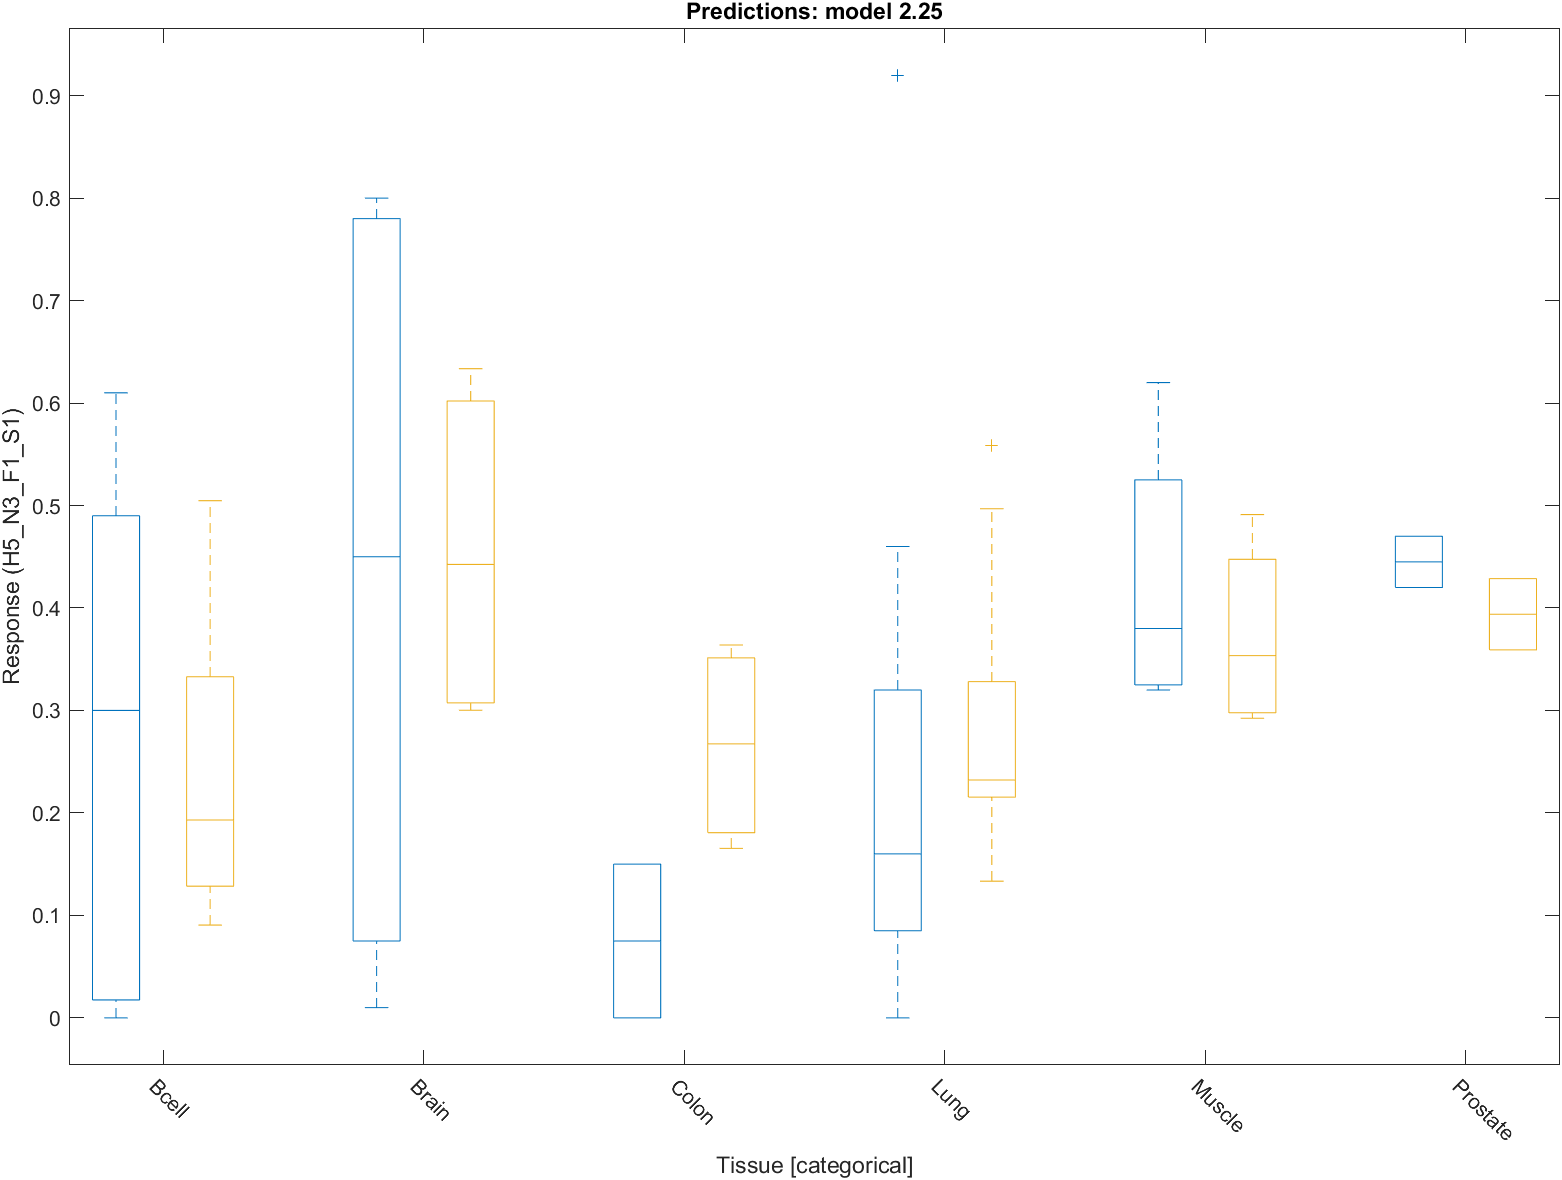 Predictions: model 2.25
Response (H5_N3_F1_S1)
0.9
0.8
0.7
0.6
0.5
0.4
0.3
0.2
0.1
0
Bcell
Brain
Colon
Lung
Muscle
Prostate
Tissue [categorical]